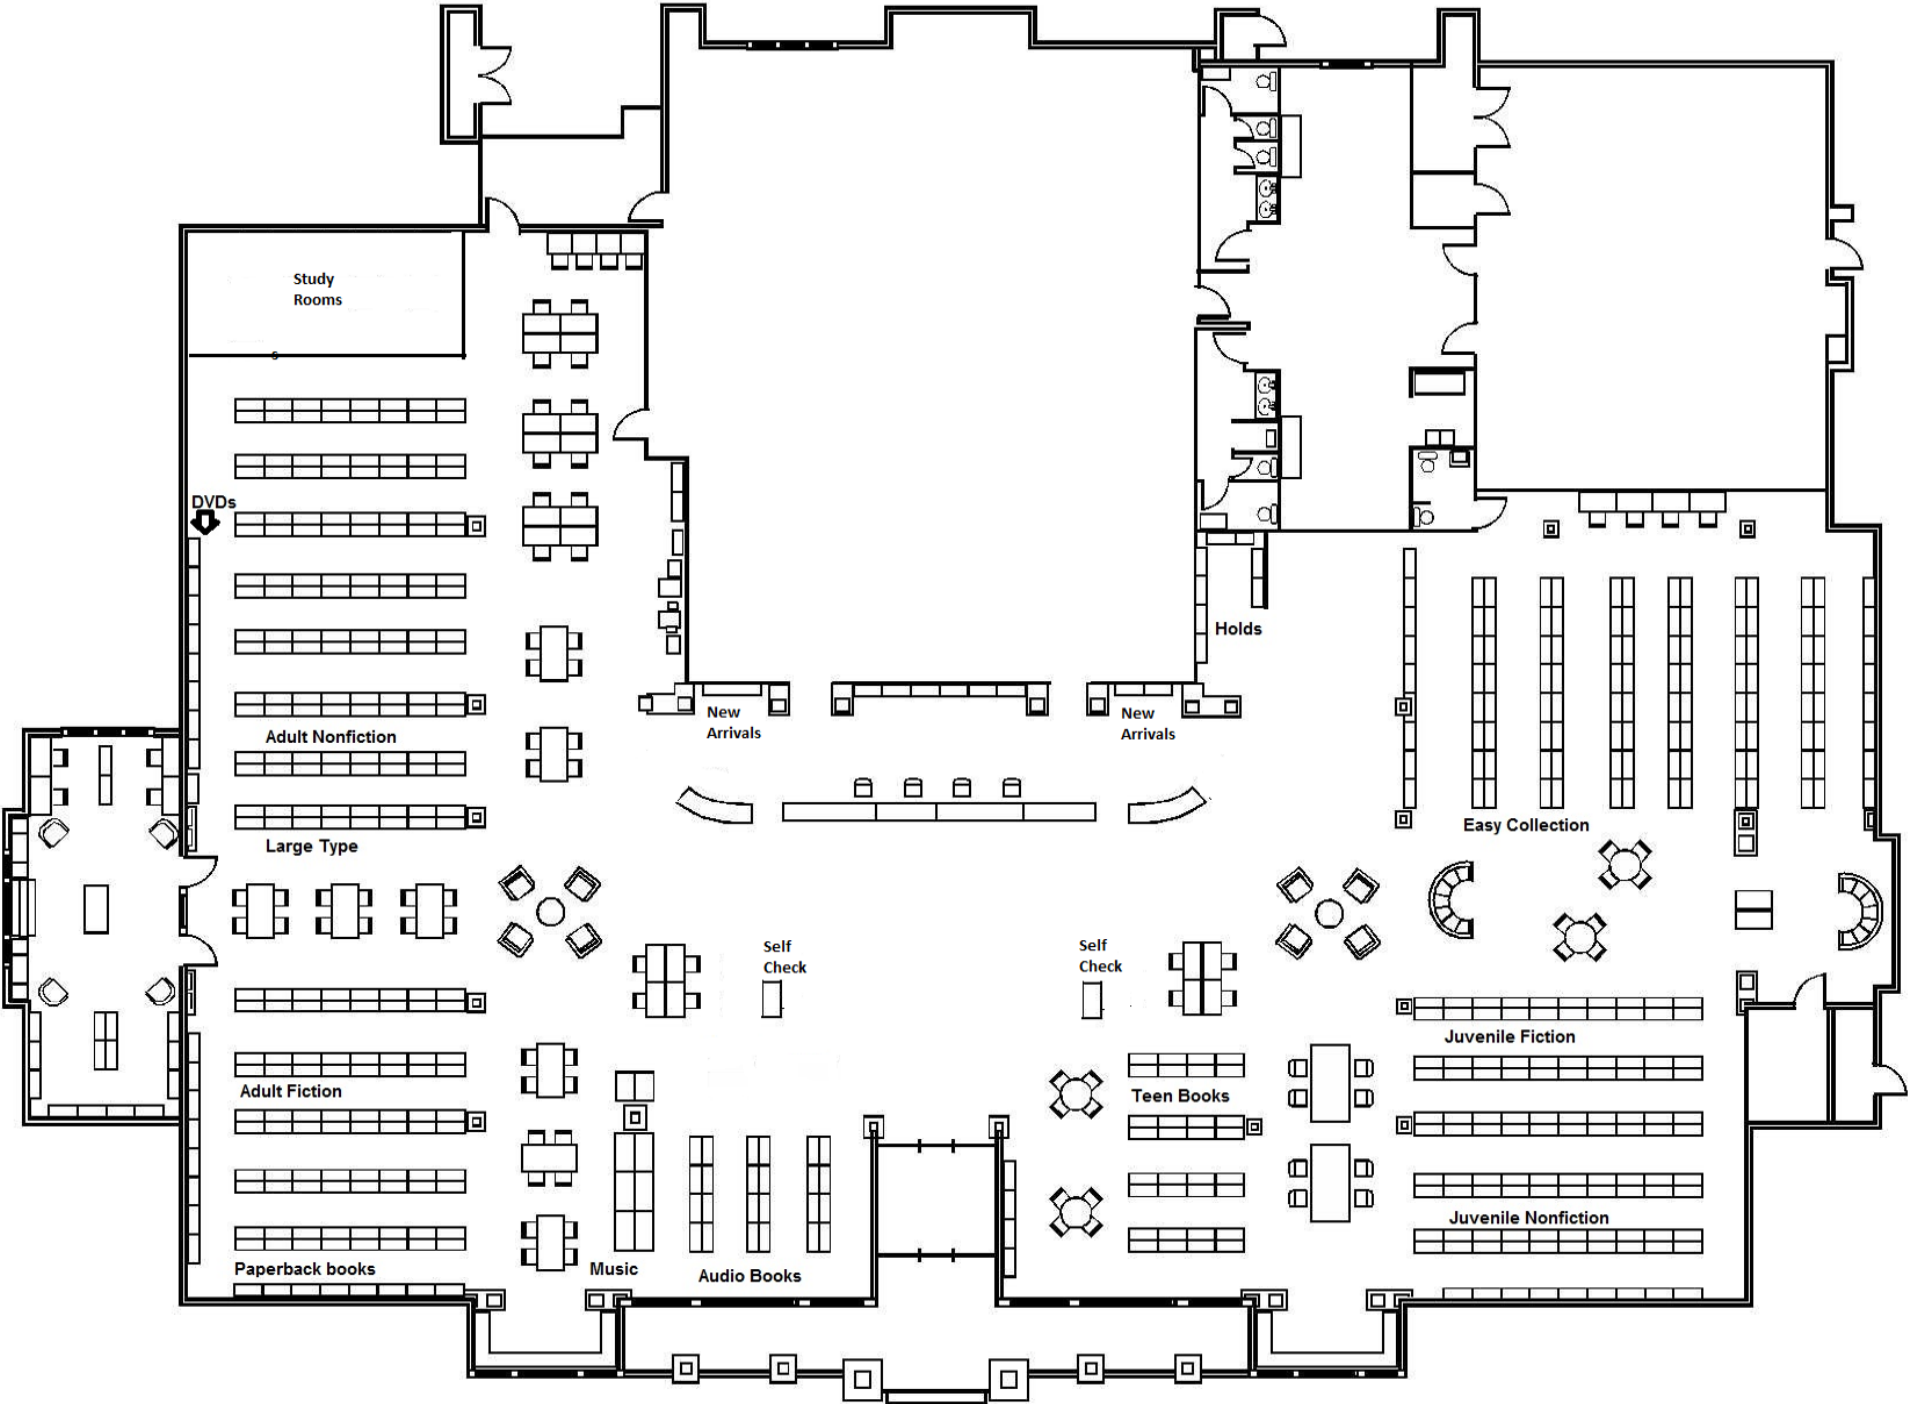 Study
Rooms
s
DVDs
Holds
New
Arrivals
New
Arrivals
Adult Nonfiction
Easy Collection
Large Type
Self
Check
Self
Check
Juvenile Fiction
Adult Fiction
Teen Books
Juvenile Nonfiction
Paperback books
Music
Audio Books